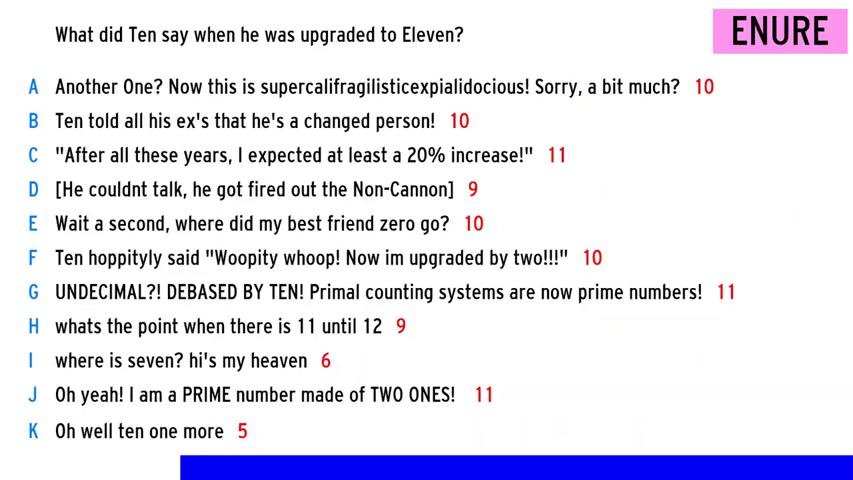 What did Ten say when he was upgraded to Eleven?
ENURE
A Another One? Now this is supercalifragilisticexpialidocious! Sorry, a bit much? 10
B Ten told all his ex's that he's a changed person! 10
C "After all these years, I expected at least a 20% increase!" 11
D [He couldnt talk, he got fired out the Non-Cannon] 9
E Wait a second, where did my best friend zero go? 10
F Ten hoppityly said "Woopity whoop! Now im upgraded by two!!!" 10
G UNDECIMAL?! DEBASED BY TEN! Primal counting systems are now prime numbers! 11
H whats the point when there is 11 until 12 9
I where is seven? hi's my heaven 6
J Oh yeah! I am a PRIME number made of TWO ONES! 11
K Oh well ten one more 5